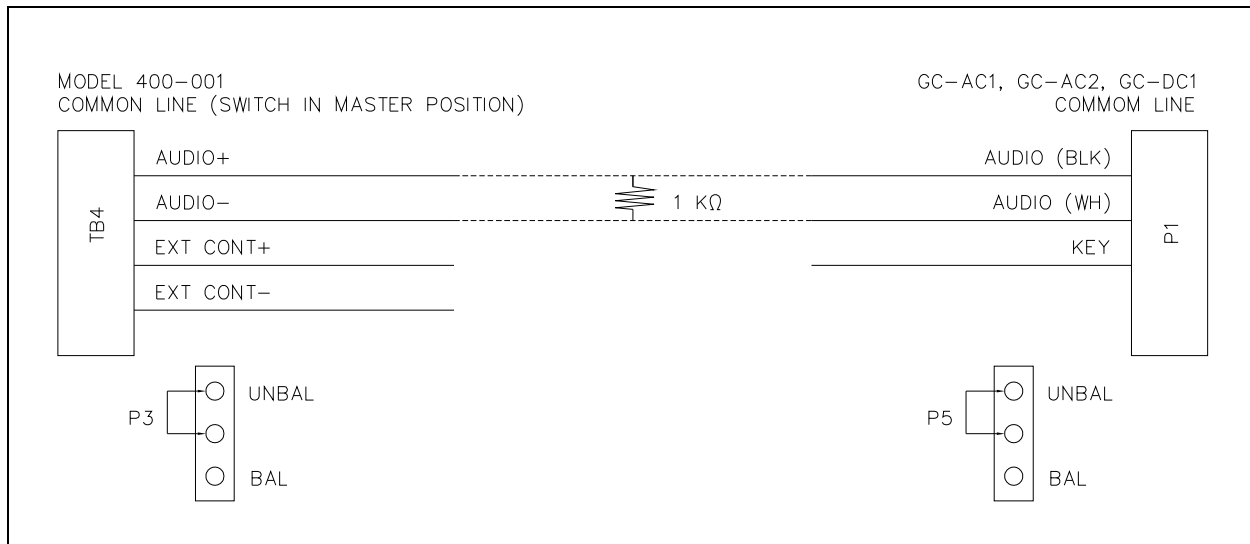 MODEL 400-001
COMMON LINE (SWITCH IN MASTER POSITION)
GC-AC1, GC-AC2, GC-DC1
COMMOM LINE
TB4
AUDIO+
AUDIO-
EXT CONT+
EXT CONT-
1 KΩ
AUDIO (BLK)
AUDIO (WH)
KEY
P1
P3
UNBAL
BAL
P5
UNBAL
BAL